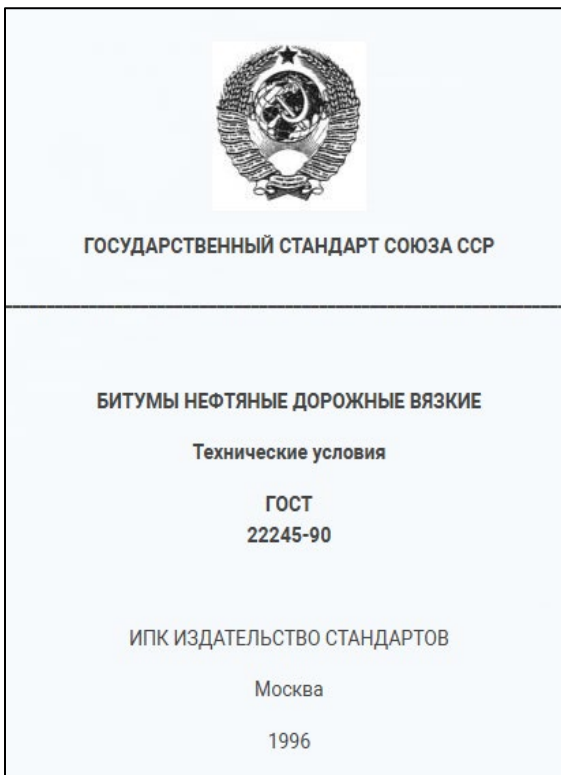 ГОСУДАРСТВЕННЫЙ СТАНДАРТ СОЮЗА ССР
БИТУМЫ НЕФТЯНЫЕ ДОРОЖНЫЕ ВЯЗКИЕ
Технические условия
ГОСТ
22245-90
ИПК ИЗДАТЕЛЬСТВО СТАНДАРТОВ
Москва
1996